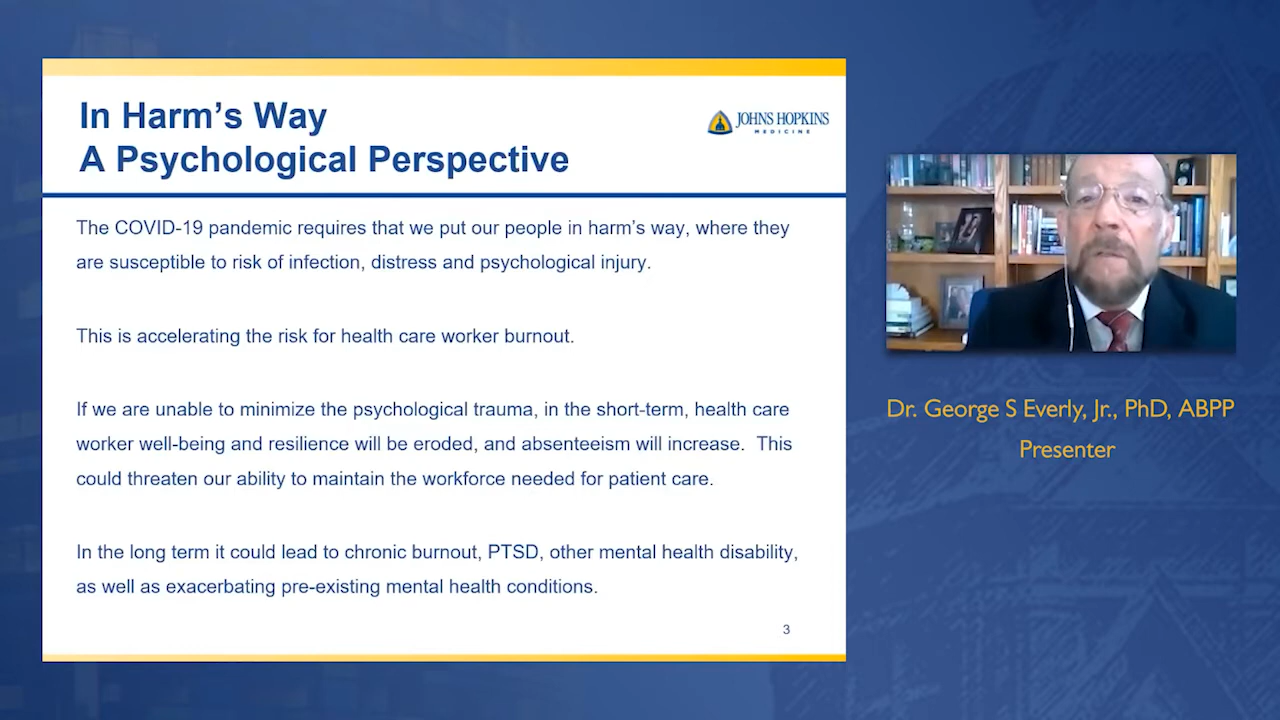 In Harm’s Way
A Psychological Perspective
JOHNS HOPKINS
MEDICINE
The COVID-19 pandemic requires that we put our people in harm’s way, where they
are susceptible to risk of infection, distress and psychological injury.
This is accelerating the risk for health care worker burnout.
If we are unable to minimize the psychological trauma, in the short-term, health care
worker well-being and resilience will be eroded, and absenteeism will increase.  This
could threaten our ability to maintain the workforce needed for patient care.
In the long term it could lead to chronic burnout, PTSD, other mental health disability,
as well as exacerbating pre-existing mental health conditions.
3
Dr. George S Everly, Jr., PhD, ABPP
Presenter